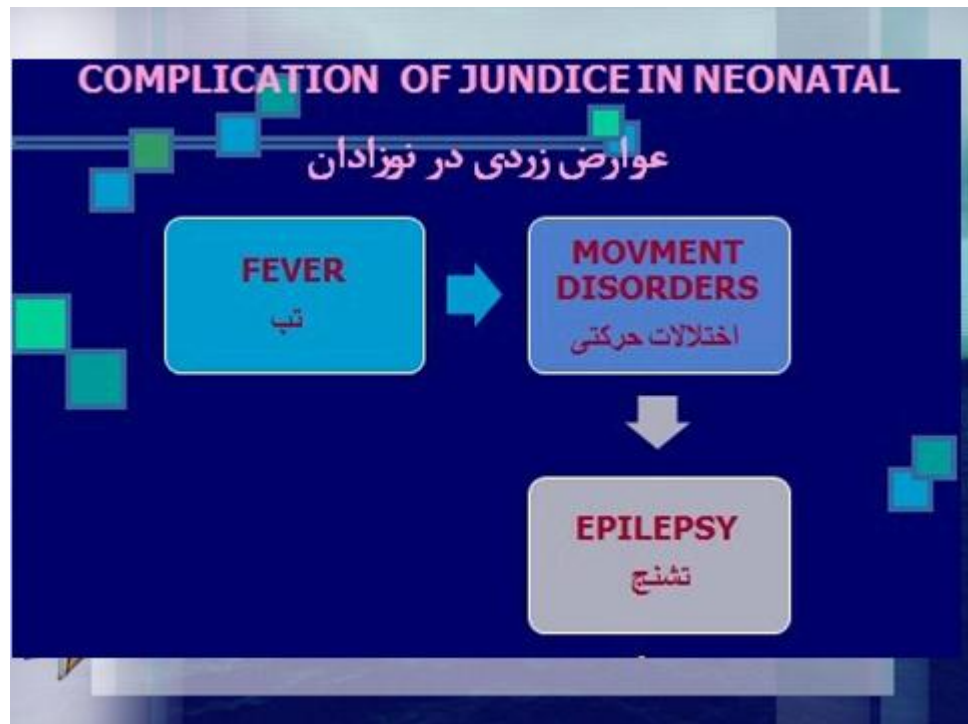 COMPLICATION OF JUNDICE IN NEONATAL
عوارض زردی در نوزادان
FEVER
تب
MOVMENT
DISORDERS
اختلالات حرکتی
EPILEPSY
تشنج